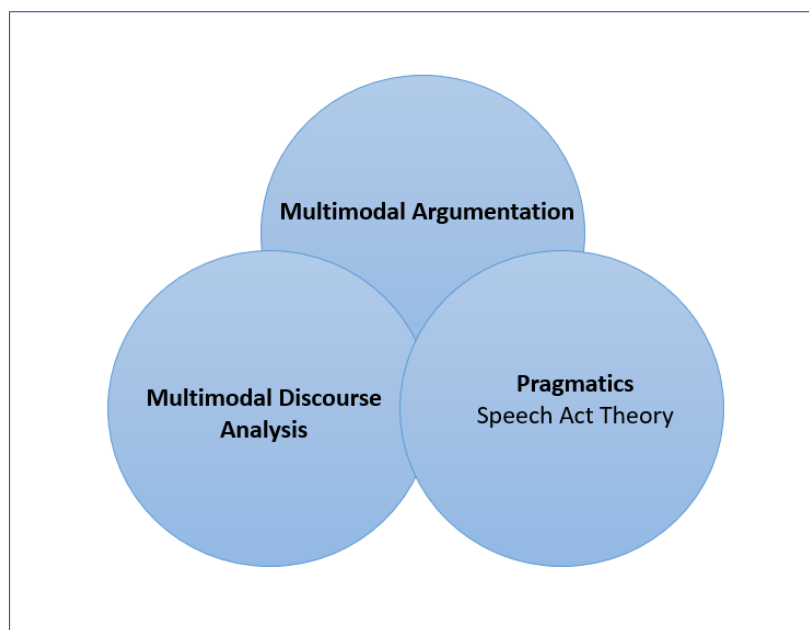 Multimodal Argumentation
Multimodal Discourse
Analysis
Pragmatics
Speech Act Theory